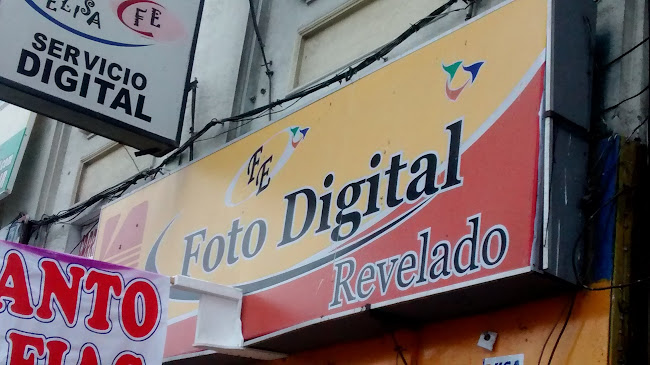 ELISA
FE
SERVICIO
DIGITAL
FE
Foto Digital
Revelado
ANTO